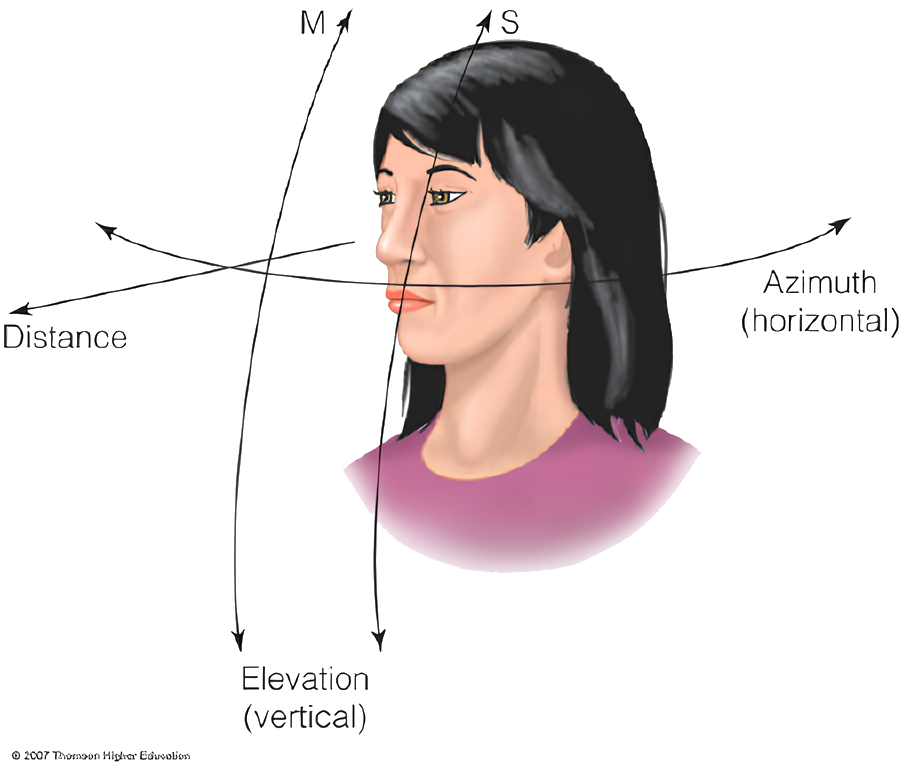 M
S
Azimuth
(horizontal)
Distance
Elevation
(vertical)
© 2007 Thomson Higher Education